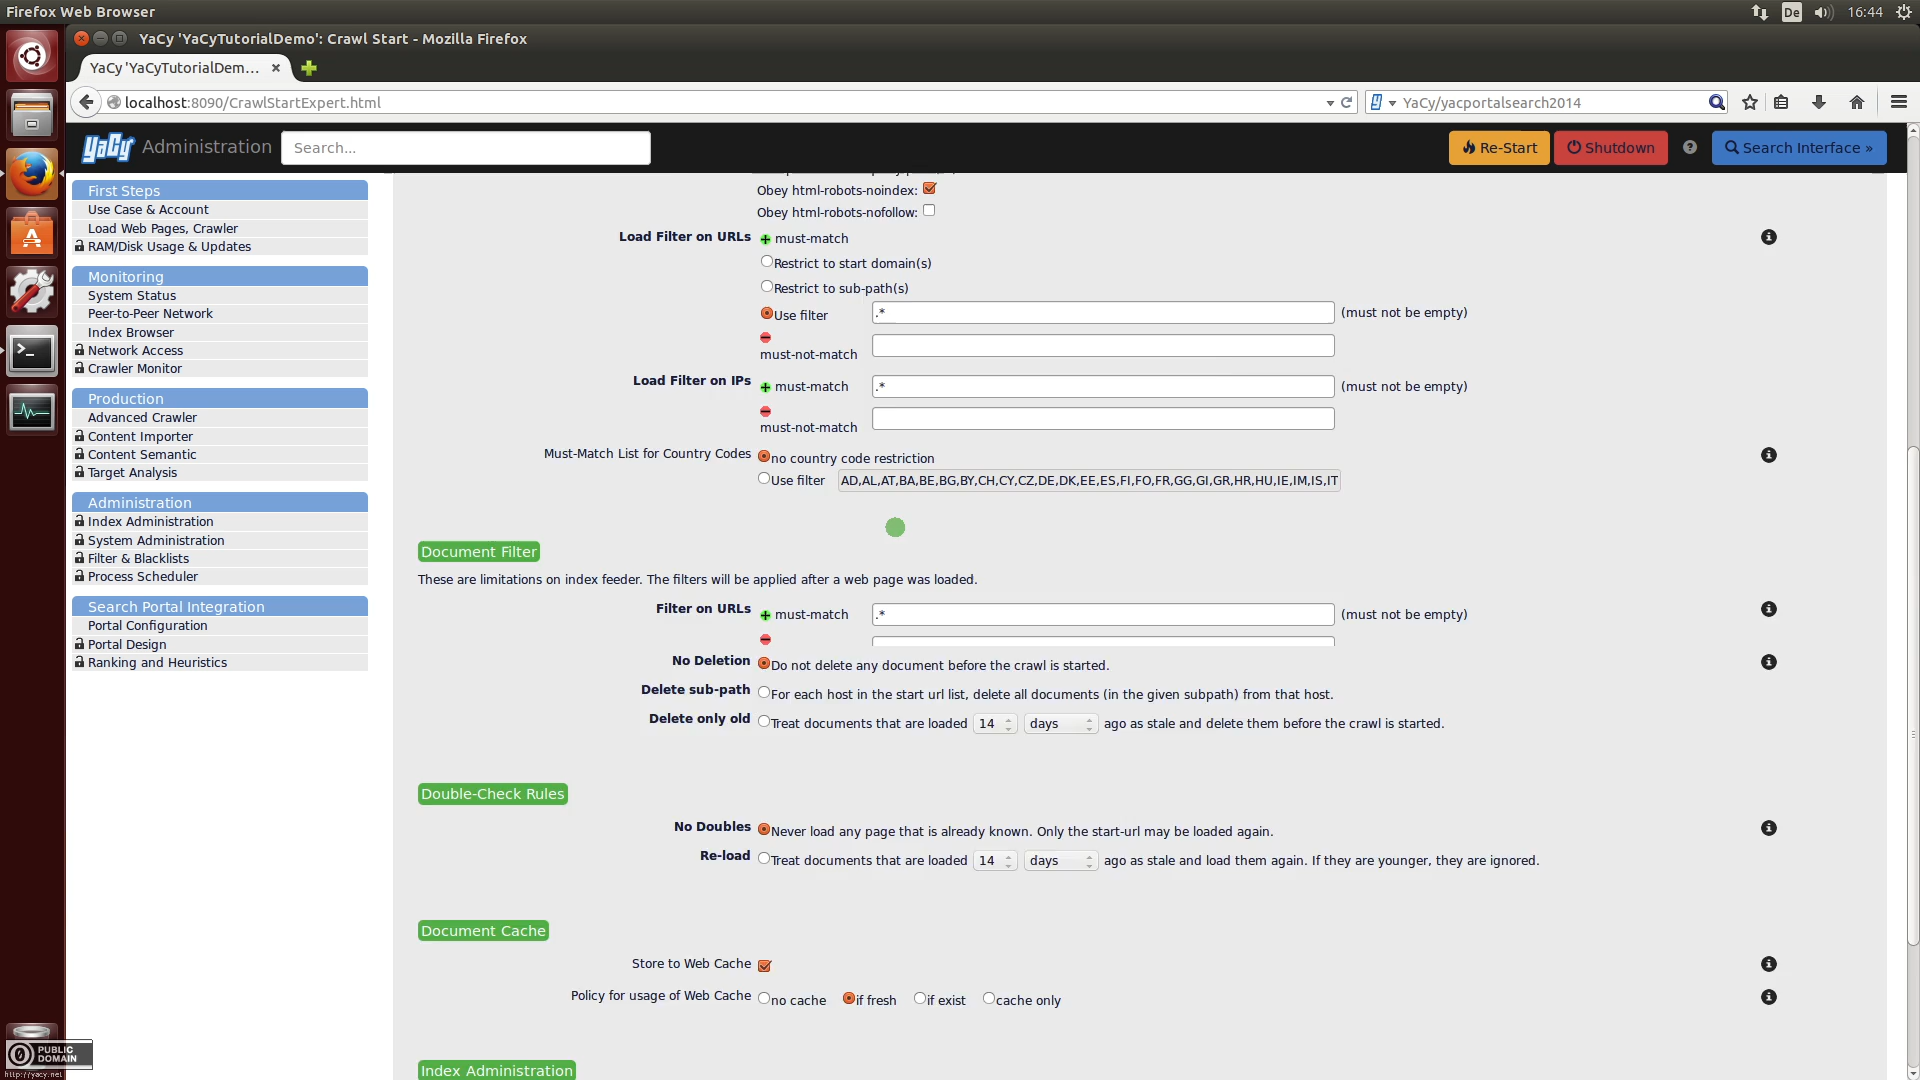 Firefox Web Browser
De
16:44
YaCy 'YaCyTutorialDemo': Crawl Start - Mozilla Firefox
YaCy 'YaCyTutorialDem...
localhost:8090/CrawlStartExpert.html
YaCy/yacportalsearch2014
YaCy Administration
Search...
Re-Start
Shutdown
Search Interface »
First Steps
Use Case & Account
Load Web Pages, Crawler
RAM/Disk Usage & Updates
Monitoring
System Status
Peer-to-Peer Network
Index Browser
Network Access
Crawler Monitor
Production
Advanced Crawler
Content Importer
Content Semantic
Target Analysis
Administration
Index Administration
System Administration
Filter & Blacklists
Process Scheduler
Search Portal Integration
Portal Configuration
Portal Design
Ranking and Heuristics
Obey html-robots-noindex:
Obey html-robots-nofollow:
Load Filter on URLs must-match
Restrict to start domain(s)
Restrict to sub-path(s)
Use filter .* (must not be empty)
must-not-match
Load Filter on IPs must-match .* (must not be empty)
must-not-match
Must-Match List for Country Codes no country code restriction
Use filter AD,AL,AT,BA,BE,BG,BY,CH,CY,CZ,DE,DK,EE,ES,FI,FO,FR,GG,GI,GR,HR,HU,IE,IM,IS,IT
Document Filter
These are limitations on index feeder. The filters will be applied after a web page was loaded.
Filter on URLs must-match .* (must not be empty)
No Deletion Do not delete any document before the crawl is started.
Delete sub-path For each host in the start url list, delete all documents (in the given subpath) from that host.
Delete only old Treat documents that are loaded 14 days ago as stale and delete them before the crawl is started.
Double-Check Rules
No Doubles Never load any page that is already known. Only the start-url may be loaded again.
Re-load Treat documents that are loaded 14 days ago as stale and load them again. If they are younger, they are ignored.
Document Cache
Store to Web Cache
Policy for usage of Web Cache no cache if fresh if exist cache only
Index Administration
PUBLIC DOMAIN
http://yacy.net